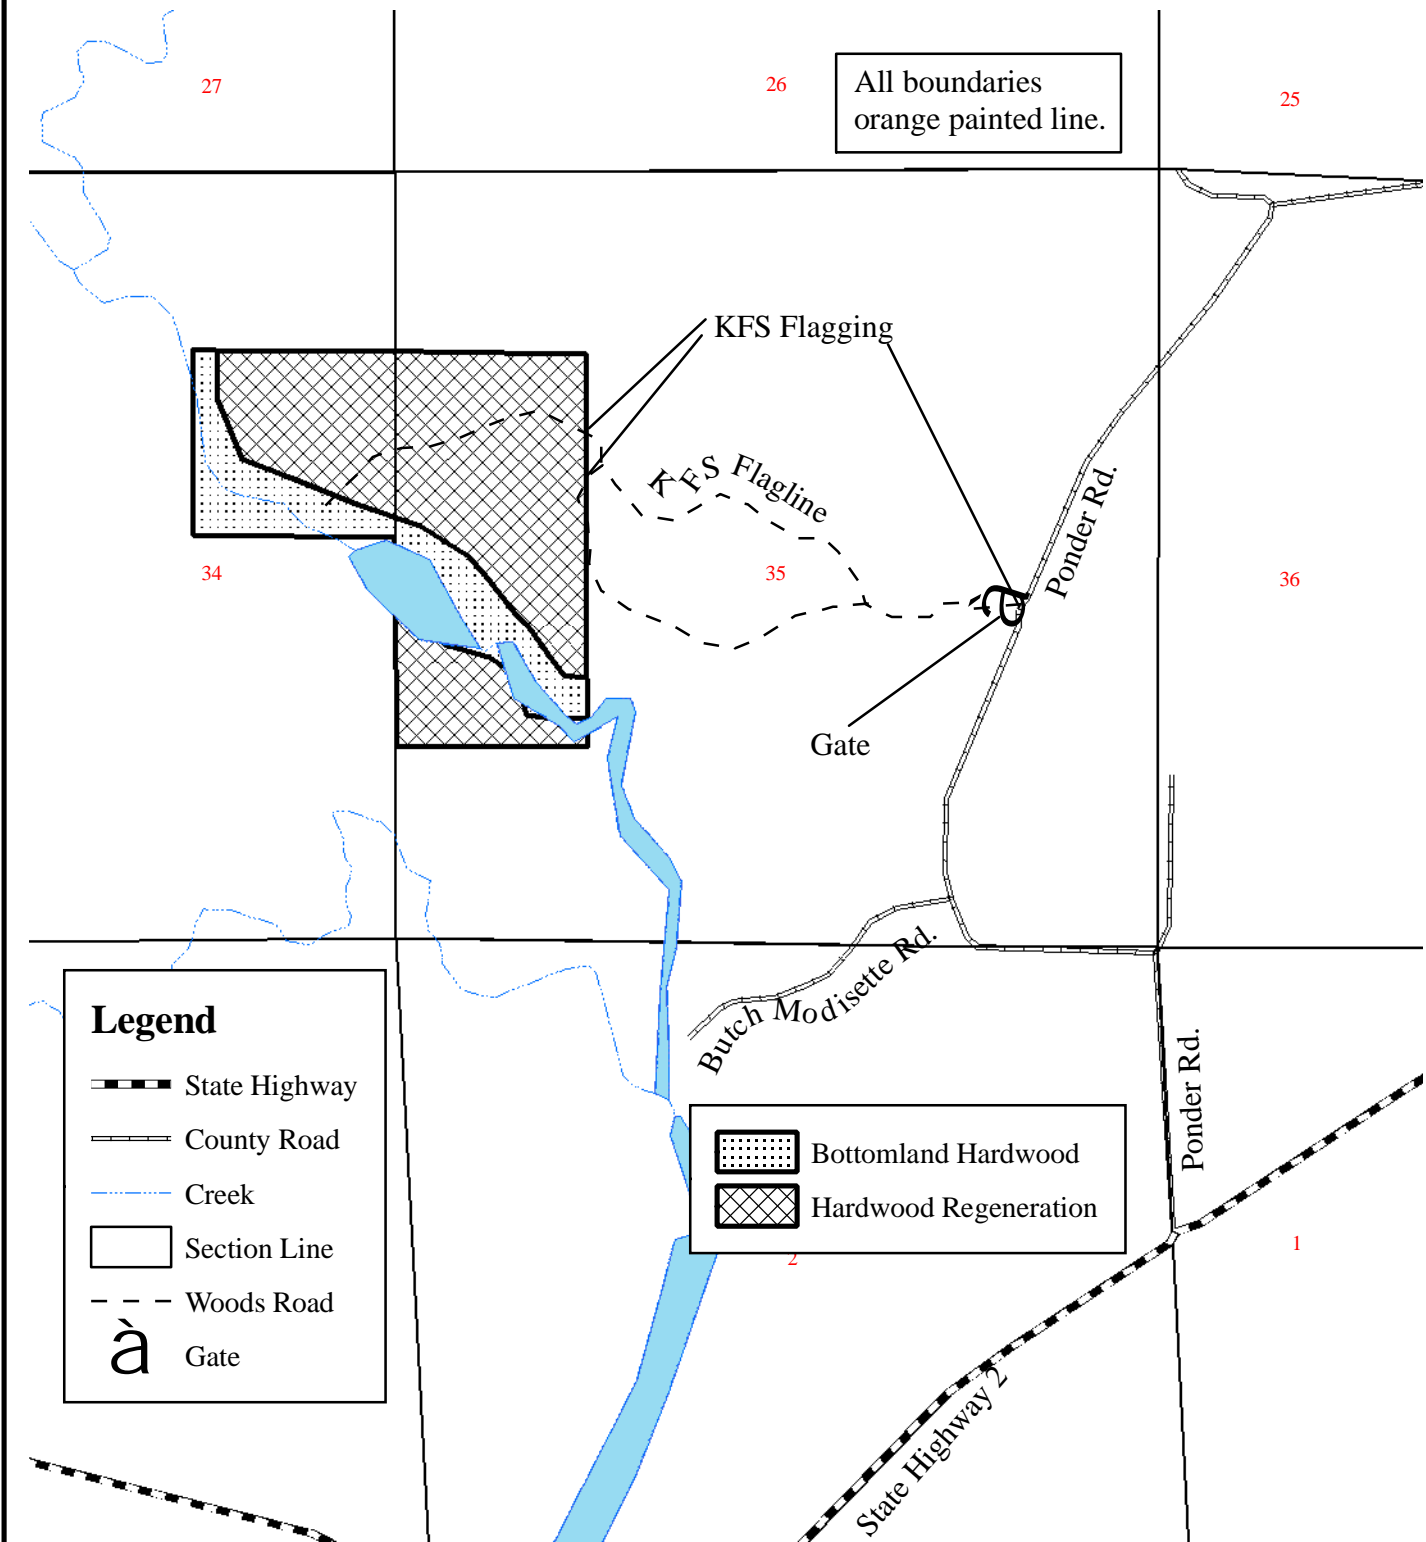 27
26
25
All boundaries
orange painted line.
KFS Flagging
KFS Flagline
Ponder Rd.
34
35
36
Gate
Butch Modisette Rd.
Legend
State Highway
County Road
Creek
Section Line
Woods Road
à Gate
Ponder Rd.
Bottomland Hardwood
Hardwood Regeneration
2
1
State Highway 2